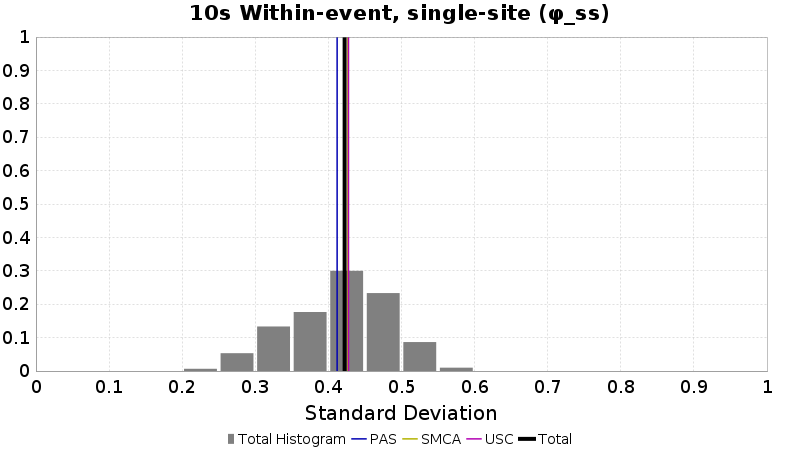 10s Within-event, single-site (φ_ss)
1
0.9
0.8
0.7
0.6
0.5
0.4
0.3
0.2
0.1
0
0 0.1 0.2 0.3 0.4 0.5 0.6 0.7 0.8 0.9 1
Standard Deviation
Total Histogram PAS SMCA USC Total